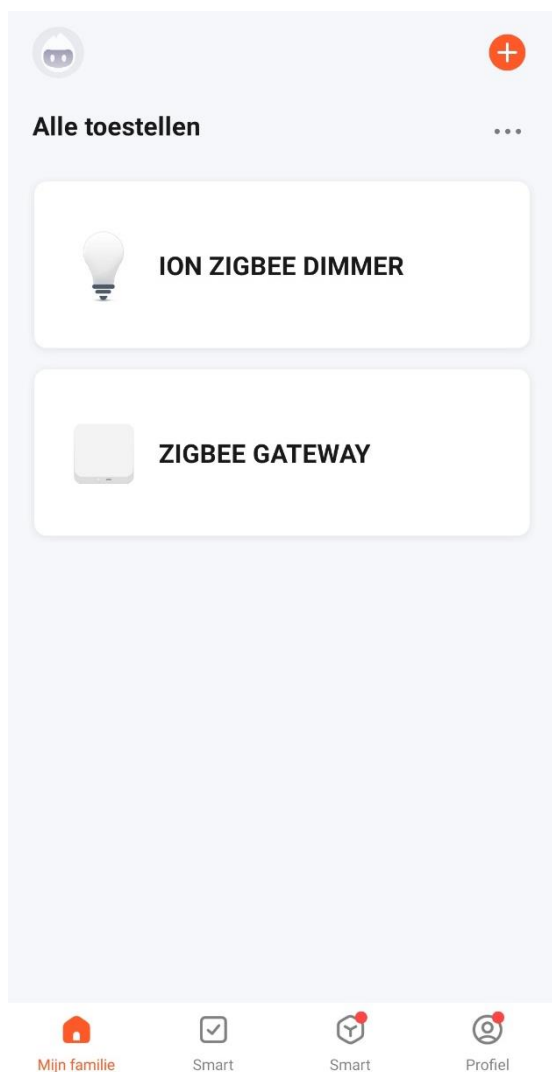 Alle toestellen
ION ZIGBEE DIMMER
ZIGBEE GATEWAY
Mijn familie
Smart
Smart
Profiel